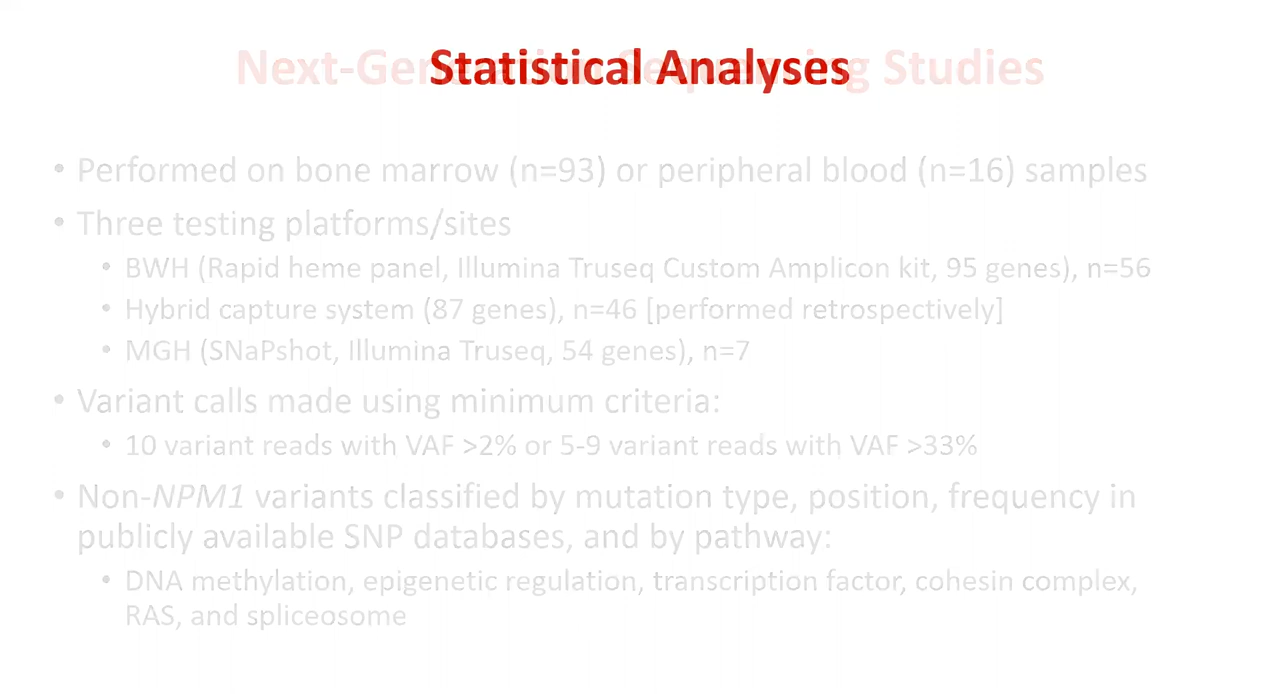 Next-Generation Sequencing Studies
Statistical Analyses
• Performed on bone marrow (n=93) or peripheral blood (n=16) samples
• Three testing platforms/sites
• BWH (Rapid heme panel, Illumina Truseq Custom Amplicon kit, 95 genes), n=56
• Hybrid capture system (87 genes), n=46 [performed retrospectively]
• MGH (SNaPshot, Illumina Truseq, 54 genes), n=7
• Variant calls made using minimum criteria:
• 10 variant reads with VAF >2% or 5-9 variant reads with VAF >33%
• Non-NPM1 variants classified by mutation type, position, frequency in
publicly available SNP databases, and by pathway:
• DNA methylation, epigenetic regulation, transcription factor, cohesin complex,
RAS, and spliceosome